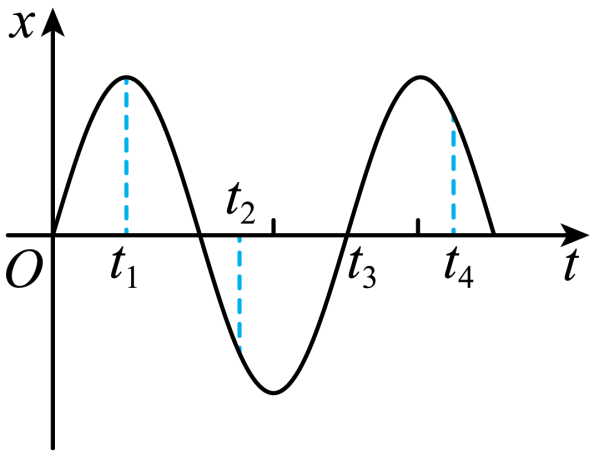 x
t₂
O
t₁
t₃
t₄
t